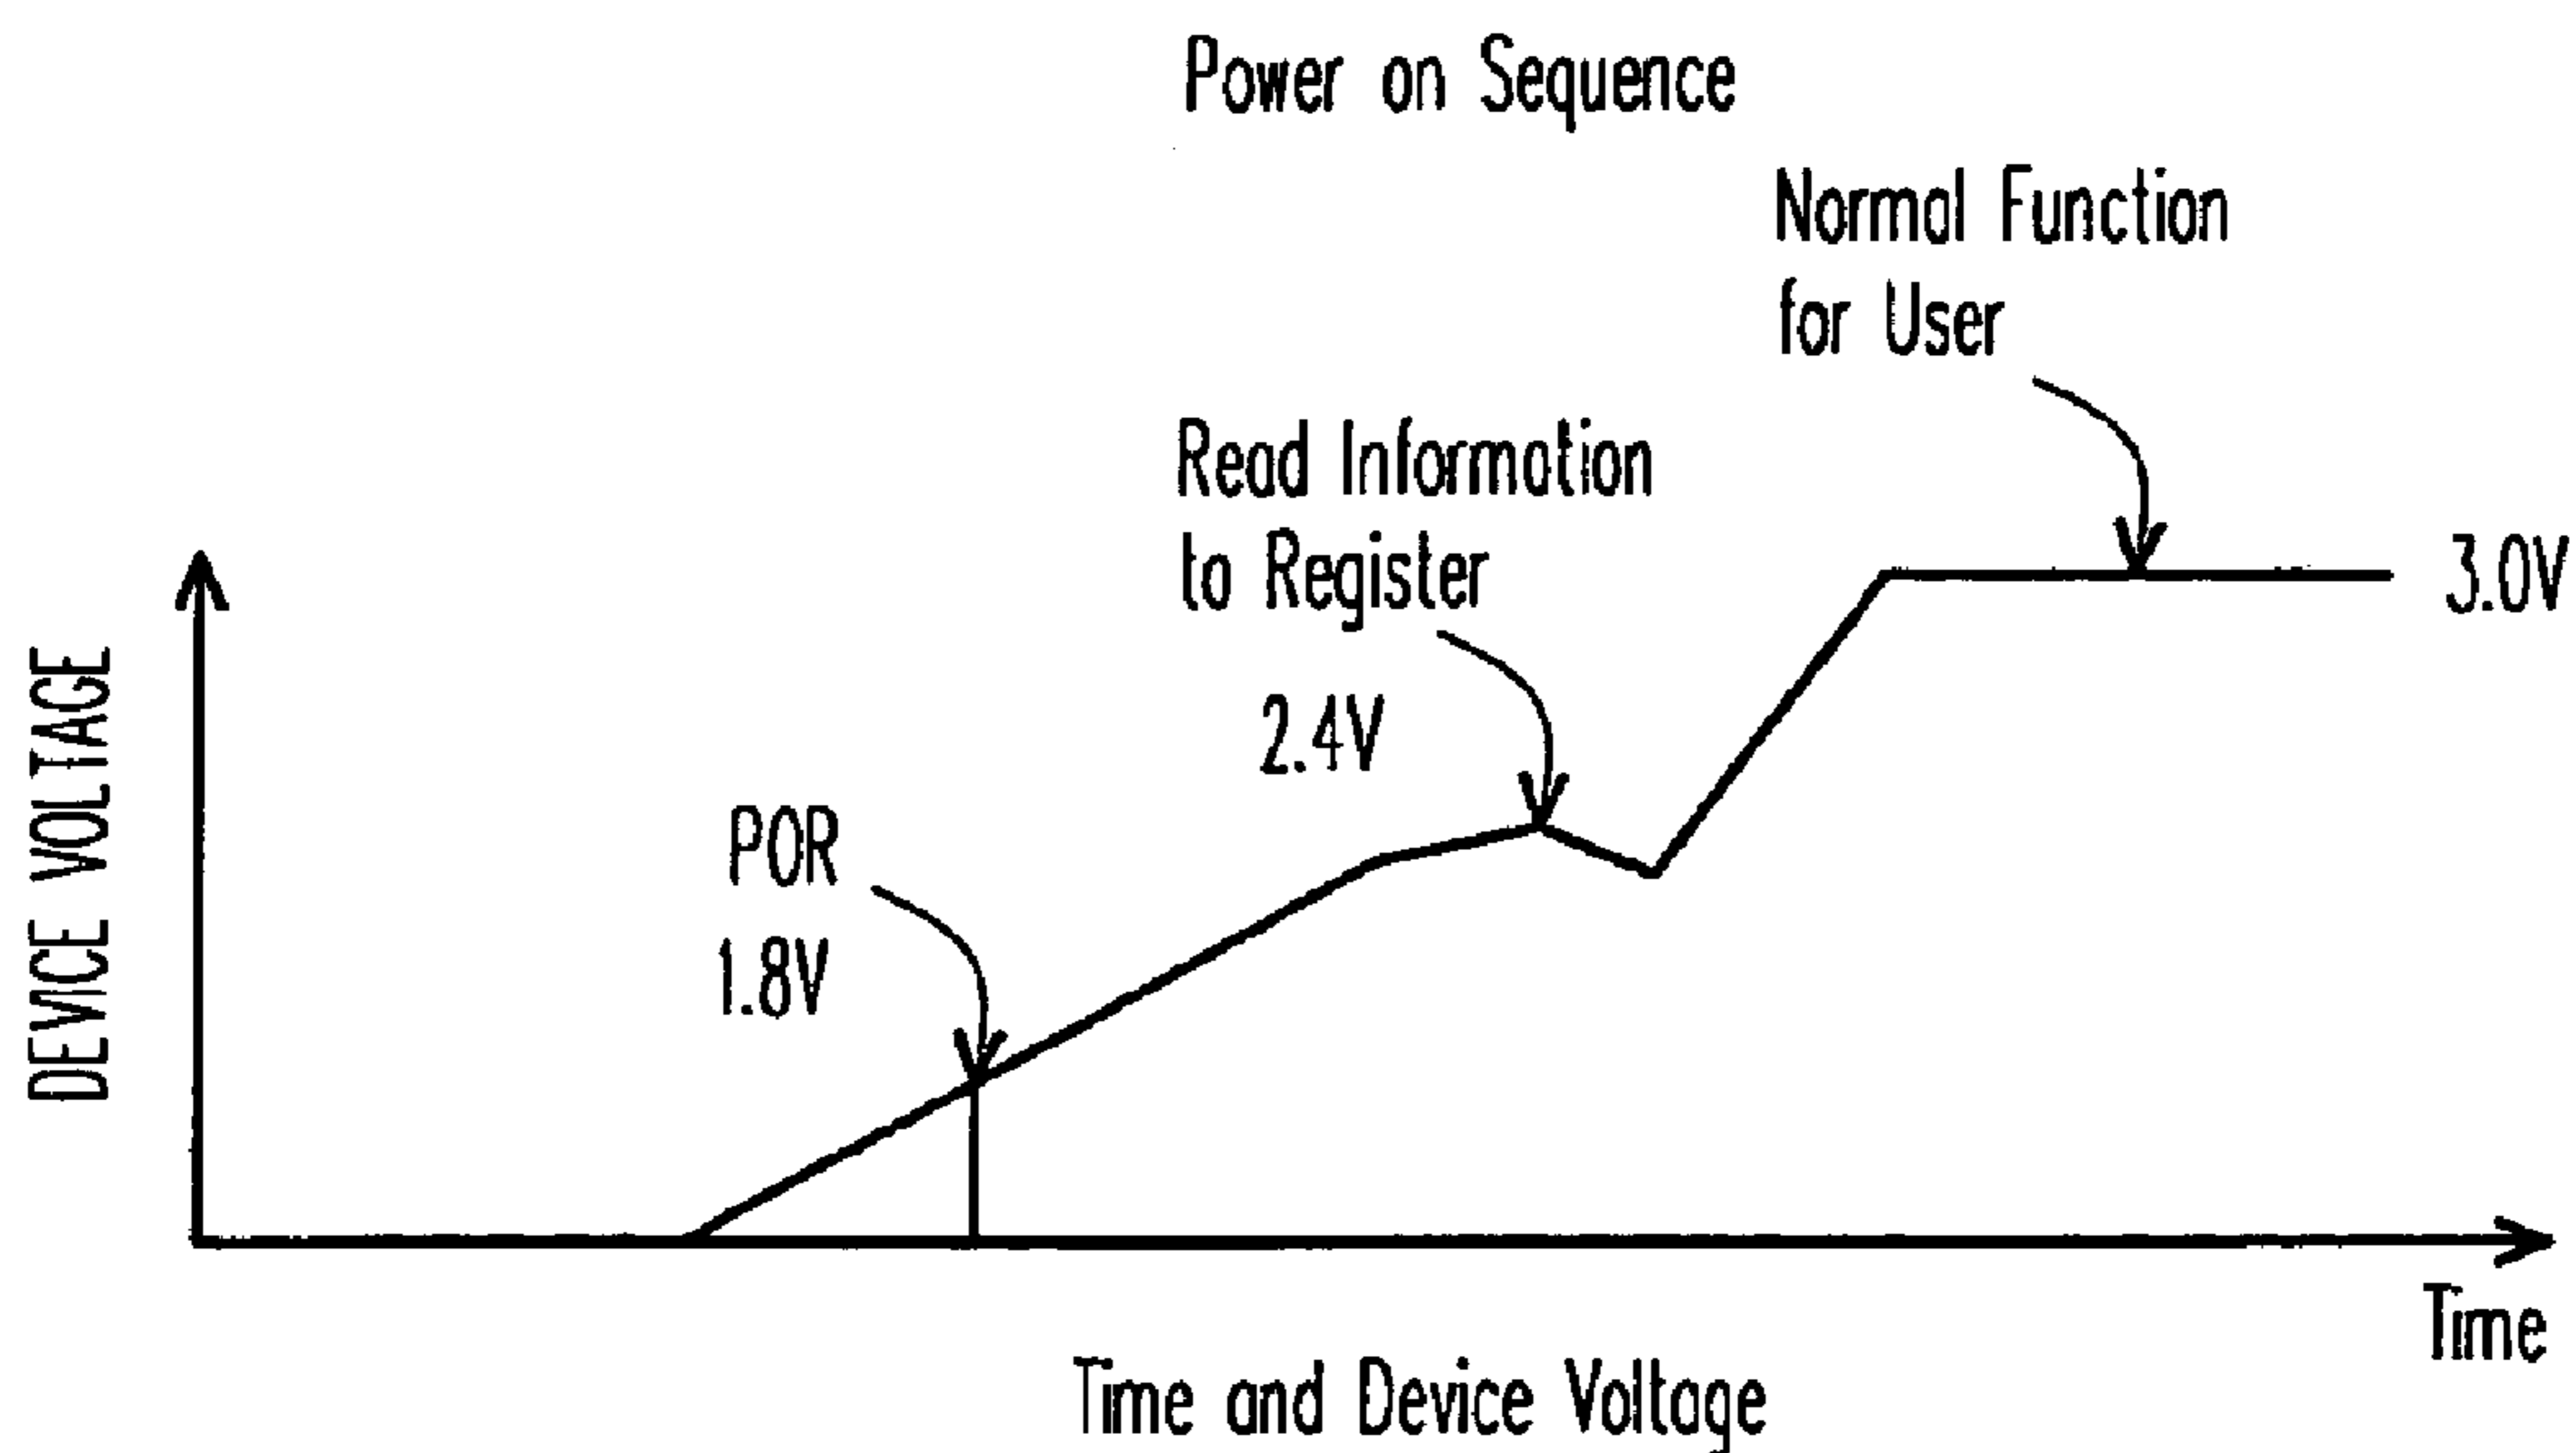 Power on Sequence
Normal Function
for User
Read Information
to Register
2.4V
3.0V
POR
1.8V
DEVICE VOLTAGE
Time
Time and Device Voltage